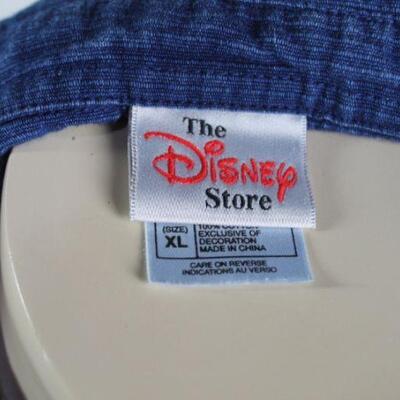 The
Disney
Store
(SIZE)
XL
100% COTTON
EXCLUSIVE OF
DECORATION
MADE IN CHINA
CARE ON REVERSE
INDICATIONS AU VERSO